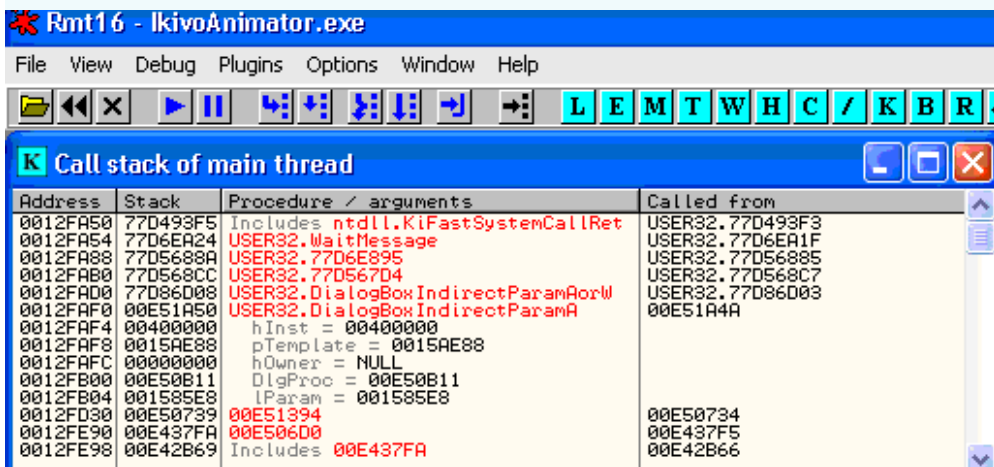 Rmt16 - IkivoAnimator.exe
File View Debug Plugins Options Window Help
L E M T W H C / K B R
K Call stack of main thread
Address Stack Procedure / arguments Called from
0012FA50 77D493F5 Includes ntdll.KiFastSystemCallRet USER32.77D493F3
0012FA54 77D6EA24 USER32.WaitMessage USER32.77D6EA1F
0012FA88 77D5688A USER32.77D6E895 USER32.77D56885
0012FAB0 77D568CC USER32.77D567D4 USER32.77D568C7
0012FAD0 77D86D08 USER32.DialogBoxIndirectParamAorW USER32.77D86D03
0012FAF0 00E51A50 USER32.DialogBoxIndirectParamA 00E51A4A
0012FAF4 00400000 hInst = 00400000
0012FAF8 0015AE88 pTemplate = 0015AE88
0012FAFC 00000000 hOwner = NULL
0012FB00 00E50B11 DlgProc = 00E50B11
0012FB04 001585E8 lParam = 001585E8
0012FD30 00E50739 00E51394 00E50734
0012FE90 00E437FA 00E506D0 00E437F5
0012FE98 00E42B69 Includes 00E437FA 00E42B66